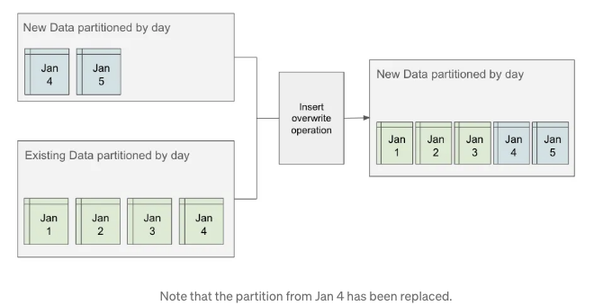 New Data partitioned by day
Jan
4
Jan
5
Existing Data partitioned by day
Jan
1
Jan
2
Jan
3
Jan
4
Insert
overwrite
operation
New Data partitioned by day
Jan
1
Jan
2
Jan
3
Jan
4
Jan
5
Note that the partition from Jan 4 has been replaced.